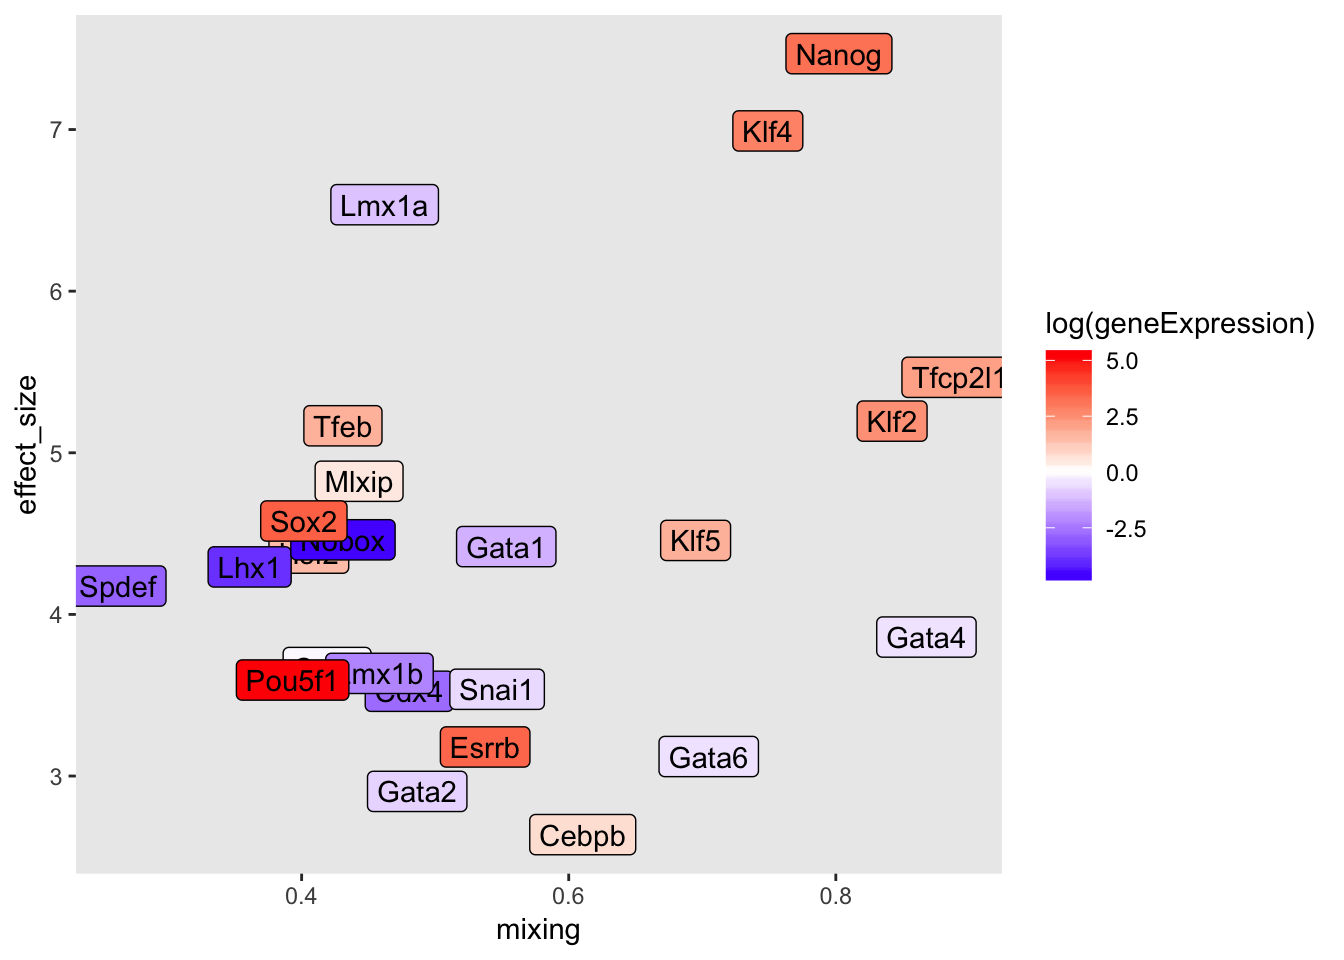 Nanog
Klf4
Lmx1a
Tfcp2l1
Klf2
Tfeb
Mlxip
Sox2
Nobox
Gata1
Klf5
Lhx1
Spdef
Gata4
Pou5f1
Cdx4
Snai1
Esrrb
Gata6
Gata2
Cebpb
7
6
5
4
3
effect_size
0.4
0.6
0.8
mixing
log(geneExpression)
5.0
2.5
0.0
-2.5